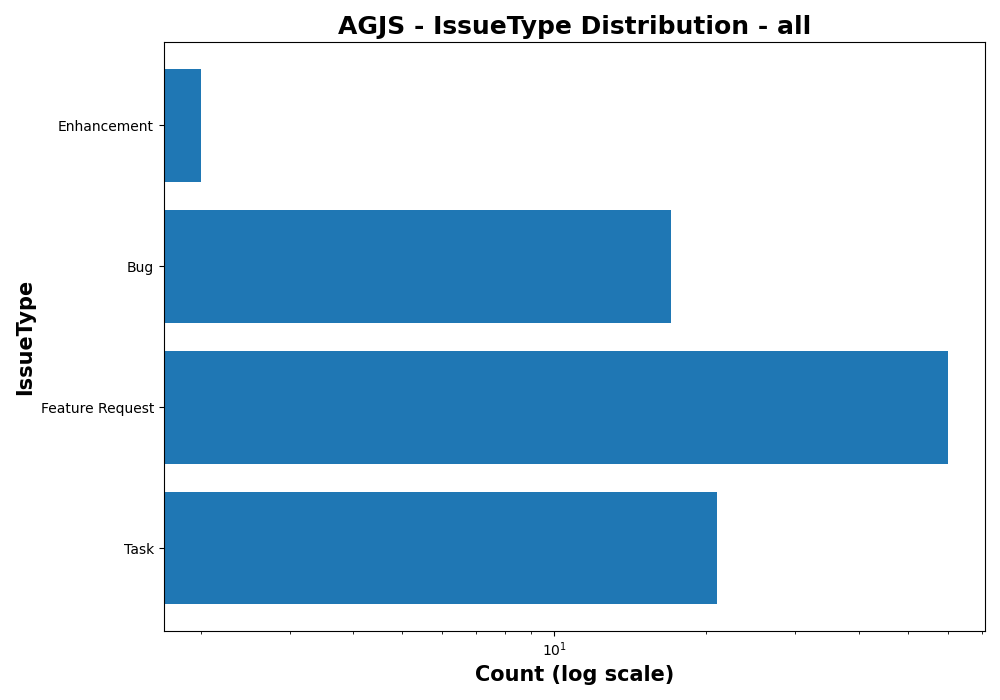 AGJS - IssueType Distribution - all
IssueType
Enhancement
Bug
Feature Request
Task
10¹
Count (log scale)